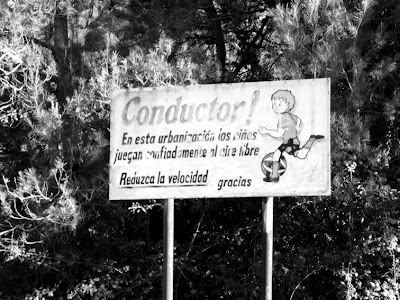 Conductor!
En esta urbanización los niños
juegan confiadamente al aire libre
Reduzca la velocidad gracias